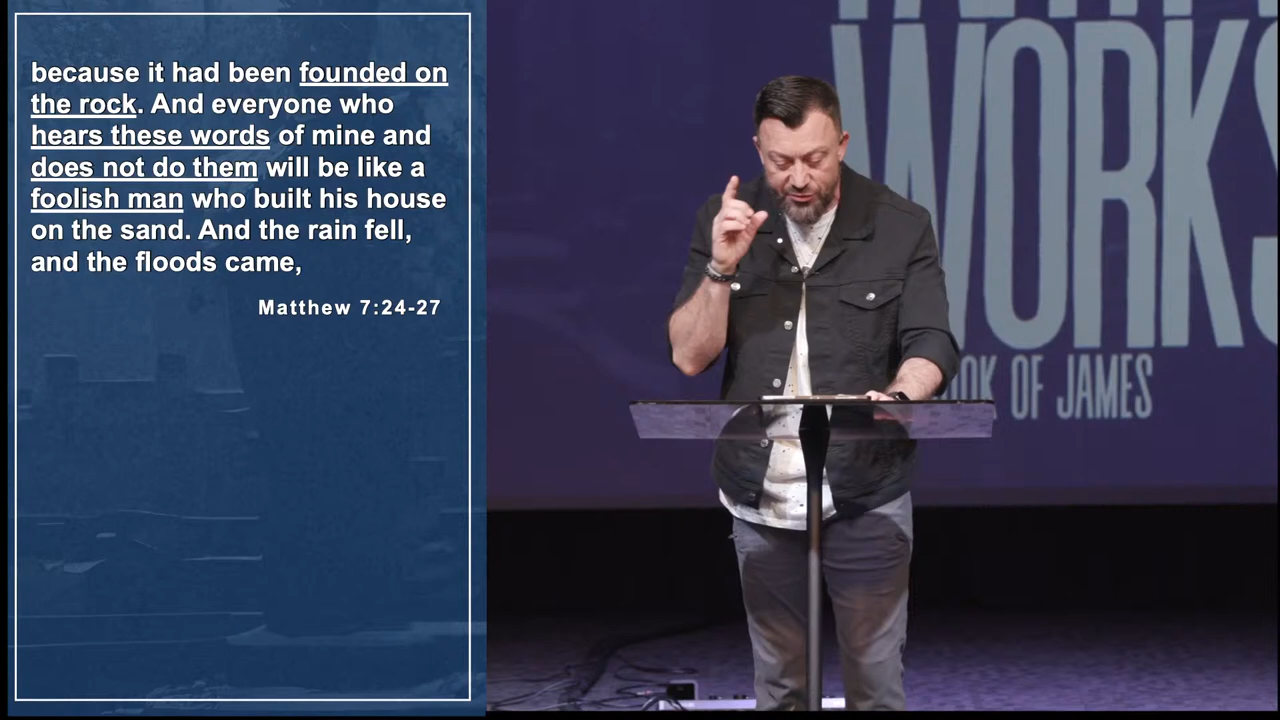 because it had been founded on
the rock. And everyone who
hears these words of mine and
does not do them will be like a
foolish man who built his house
on the sand. And the rain fell,
and the floods came,
Matthew 7:24-27
WORKS
OF JAMES